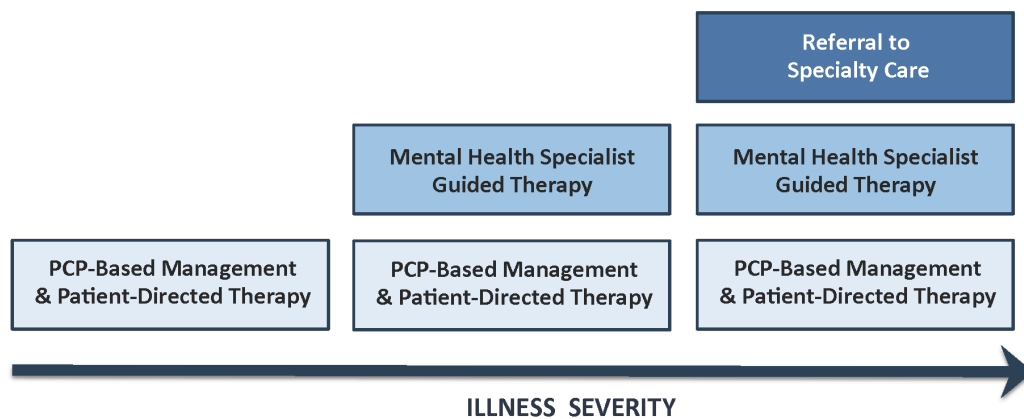 Referral to
Specialty Care
Mental Health Specialist
Guided Therapy
Mental Health Specialist
Guided Therapy
PCP-Based Management
& Patient-Directed Therapy
PCP-Based Management
& Patient-Directed Therapy
PCP-Based Management
& Patient-Directed Therapy
ILLNESS SEVERITY